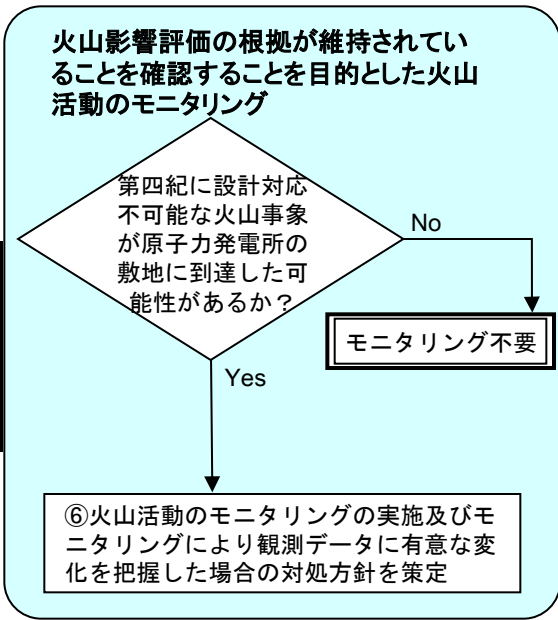 火山影響評価の根拠が維持されてい
ることを確認することを目的とした火山
活動のモニタリング
第四紀に設計対応
不可能な火山事象
が原子力発電所の
敷地に到達した可
能性があるか？
No
モニタリング不要
Yes
⑥火山活動のモニタリングの実施及びモ
ニタリングにより観測データに有意な変
化を把握した場合の対処方針を策定